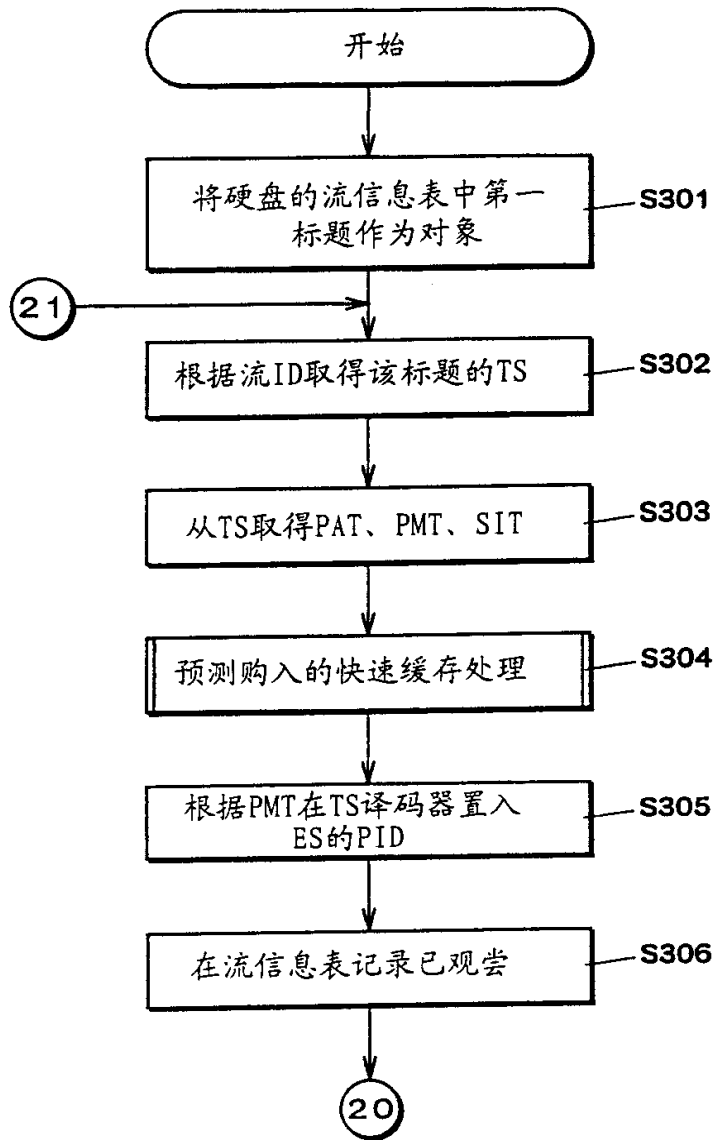 开始
将硬盘的流信息表中第一
标题作为对象
S301
21
根据流ID取得该标题的TS
S302
从TS取得PAT、PMT、SIT
S303
预测购入的快速缓存处理
S304
根据PMT在TS译码器置入
ES的PID
S305
在流信息表记录已观尝
S306
20